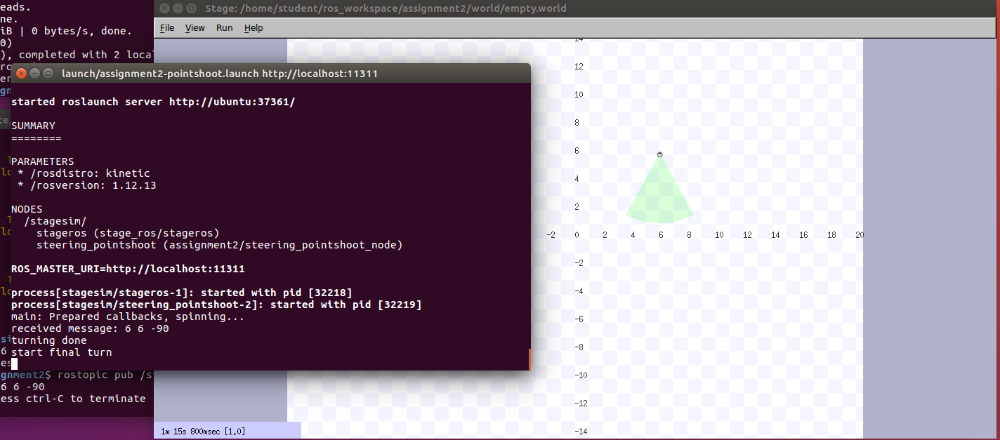 eads.
ne.
iB | 0 bytes/s, done.
0)
), completed with 2 local
Stage: /home/student/ros_workspace/assignment2/world/empty.world
File View Run Help
launch/assignment2-pointshoot.launch http://localhost:11311
started roslaunch server http://ubuntu:37361/
SUMMARY
========
PARAMETERS
* /rosdistro: kinetic
* /rosversion: 1.12.13
NODES
/stagesim/
stageros (stage_ros/stageros)
steering_pointshoot (assignment2/steering_pointshoot_node)
ROS_MASTER_URI=http://localhost:11311
process[stagesim/stageros-1]: started with pid [32218]
process[stagesim/steering_pointshoot-2]: started with pid [32219]
main: Prepared callbacks, spinning...
received message: 6 6 -90
turning done
start final turn
gnment2$ rostopic pub /s
6 6 -90
ess ctrl-C to terminate
14
12
10
8
6
4
2
-2 0 2 4 6 8 10 12 14 16 18 20
-2
-4
-6
-8
-10
-12
-14
1m 15s 800msec [1.0]